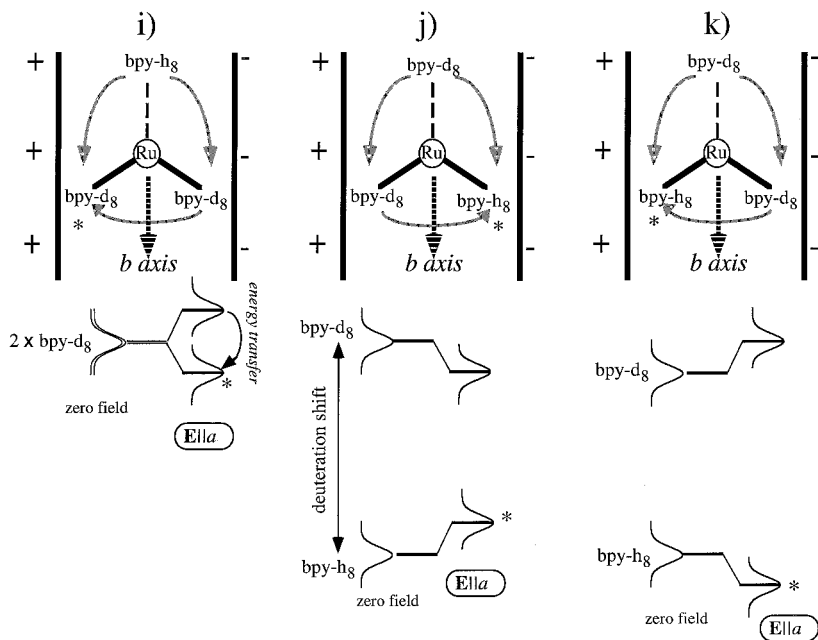 i)
+ bpy-h8 -
+ Ru -
bpy-d8 bpy-d8
*
+ b axis -
2 x bpy-d8
energy transfer
*
zero field
E||a
j)
+ bpy-d8 -
+ Ru -
bpy-d8 bpy-h8
*
+ b axis -
bpy-d8
deuteration shift
*
bpy-h8
E||a
zero field
k)
+ bpy-d8 -
+ Ru -
bpy-h8 bpy-d8
*
+ b axis -
bpy-d8
bpy-h8
*
zero field
E||a